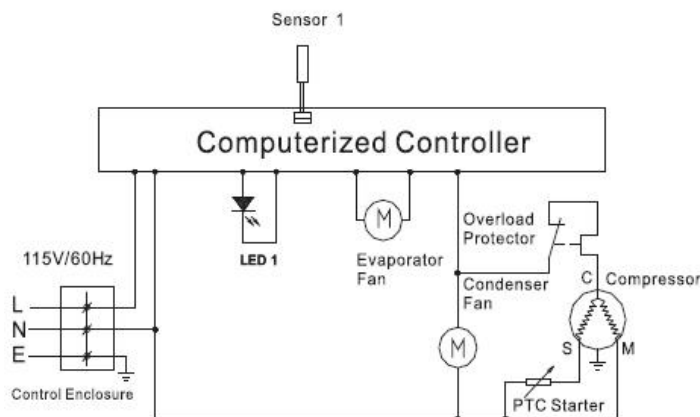 Sensor 1
Computerized Controller
LED 1
M
Evaporator
Fan
Overload
Protector
Condenser
Fan
C
Compressor
115V/60Hz
L
N
E
Control Enclosure
M
S
M
PTC Starter